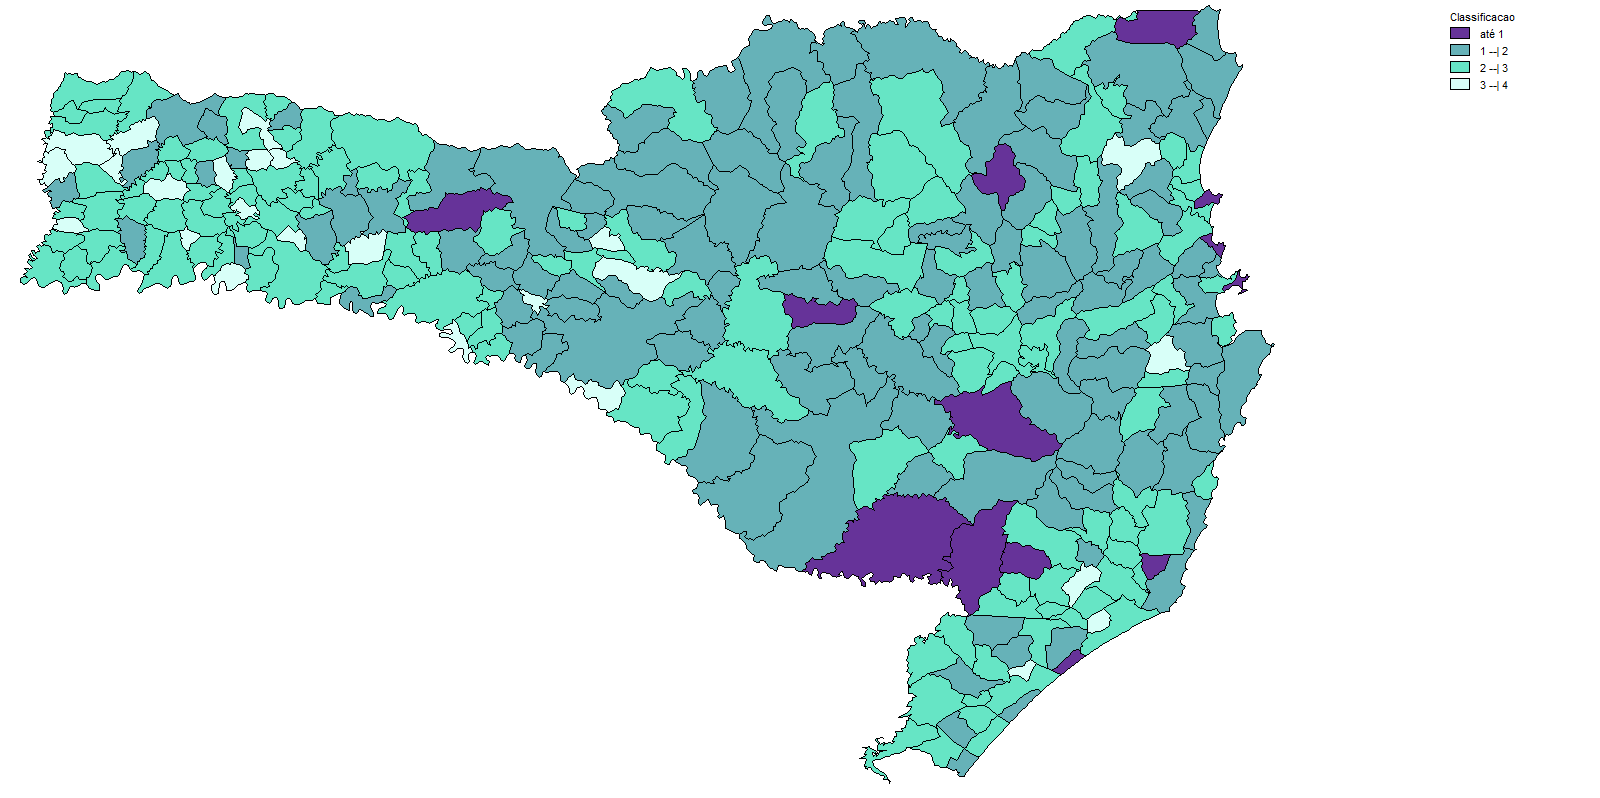 Classificacao
até 1
1 --| 2
2 --| 3
3 --| 4